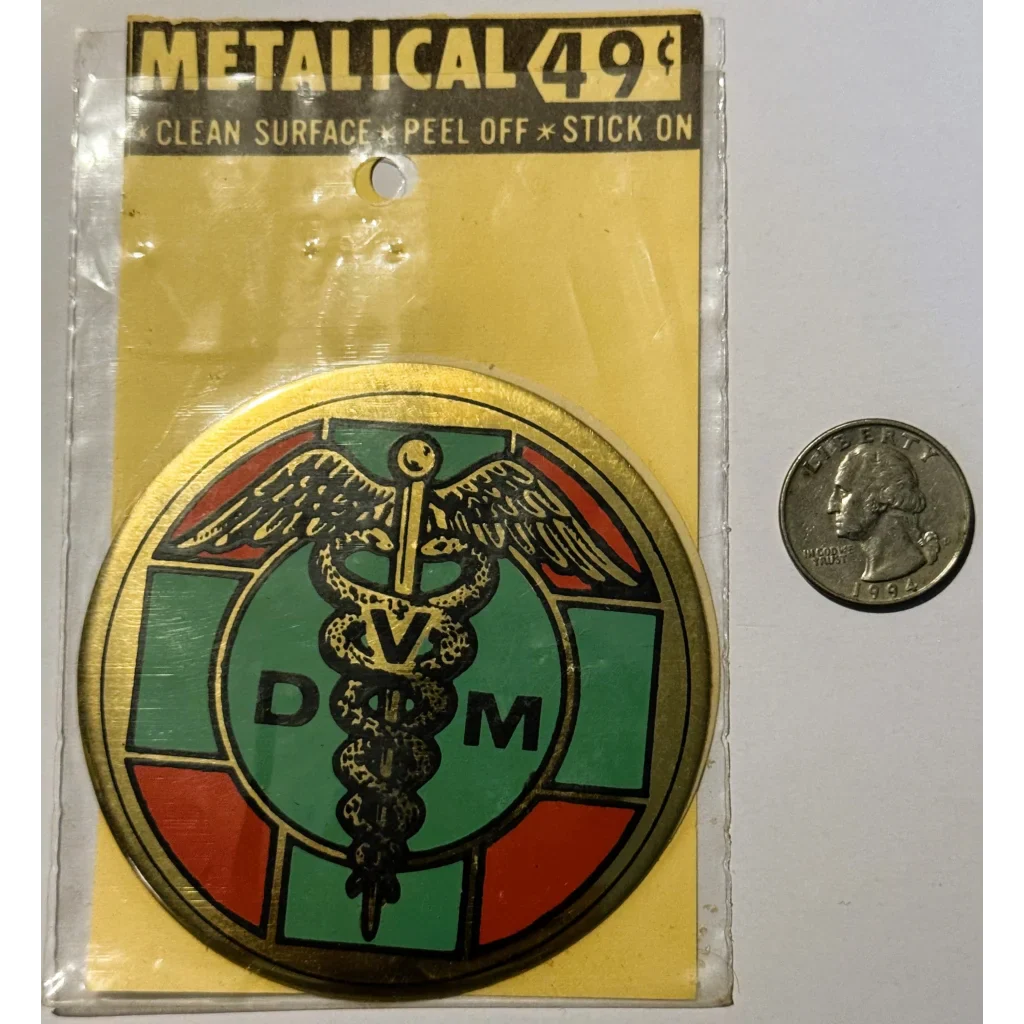 METALICAL 49¢
*CLEAN SURFACE*PEEL OFF*STICK ON
V
D M
LIBERTY
IN GOD WE
TRUST
1994